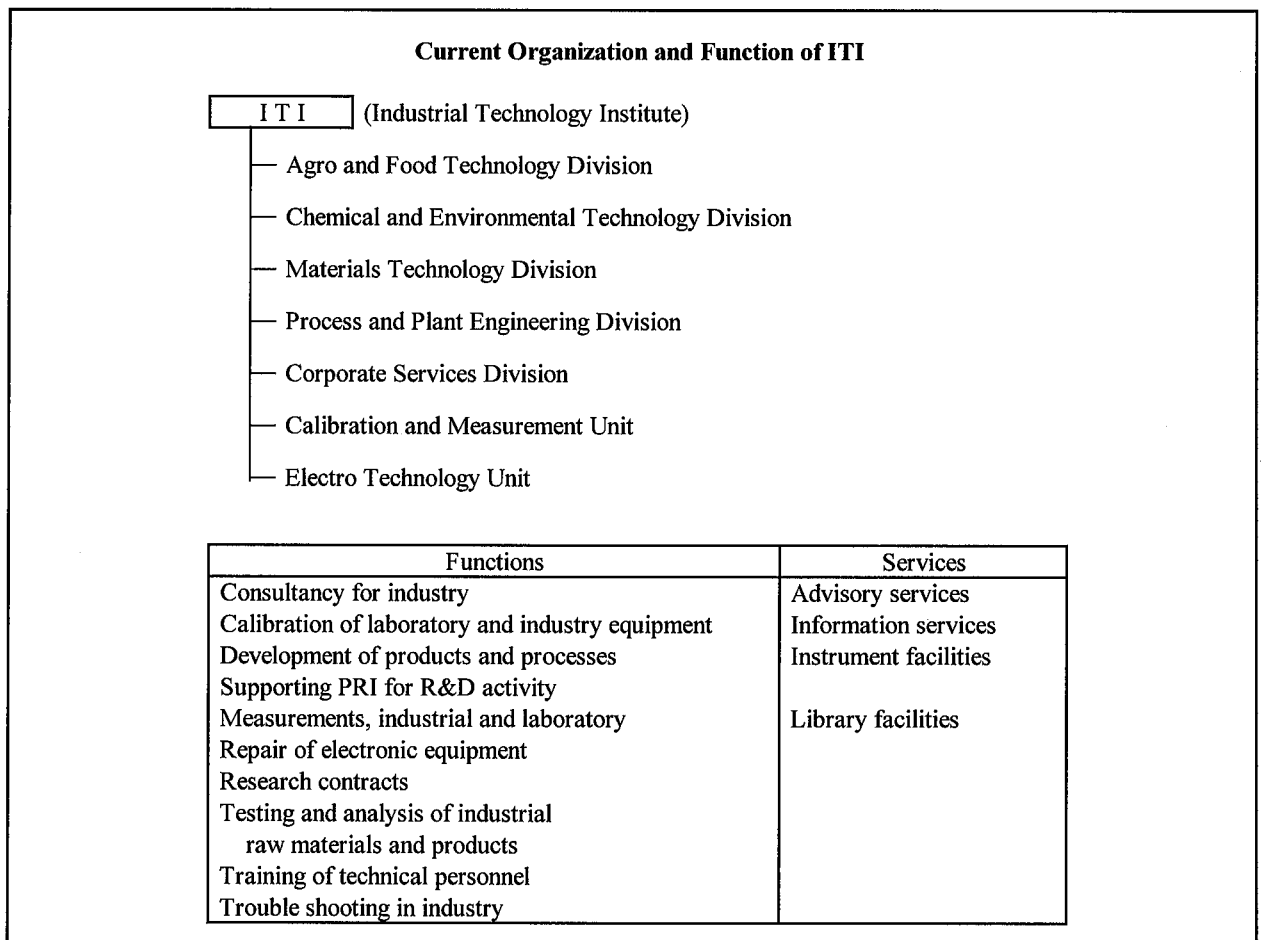 Current Organization and Function of ITI
I T I (Industrial Technology Institute)
Agro and Food Technology Division
Chemical and Environmental Technology Division
Materials Technology Division
Process and Plant Engineering Division
Corporate Services Division
Calibration and Measurement Unit
Electro Technology Unit
Functions Services
Consultancy for industry Advisory services
Calibration of laboratory and industry equipment Information services
Development of products and processes Instrument facilities
Supporting PRI for R&D activity
Measurements, industrial and laboratory Library facilities
Repair of electronic equipment
Research contracts
Testing and analysis of industrial
raw materials and products
Training of technical personnel
Trouble shooting in industry